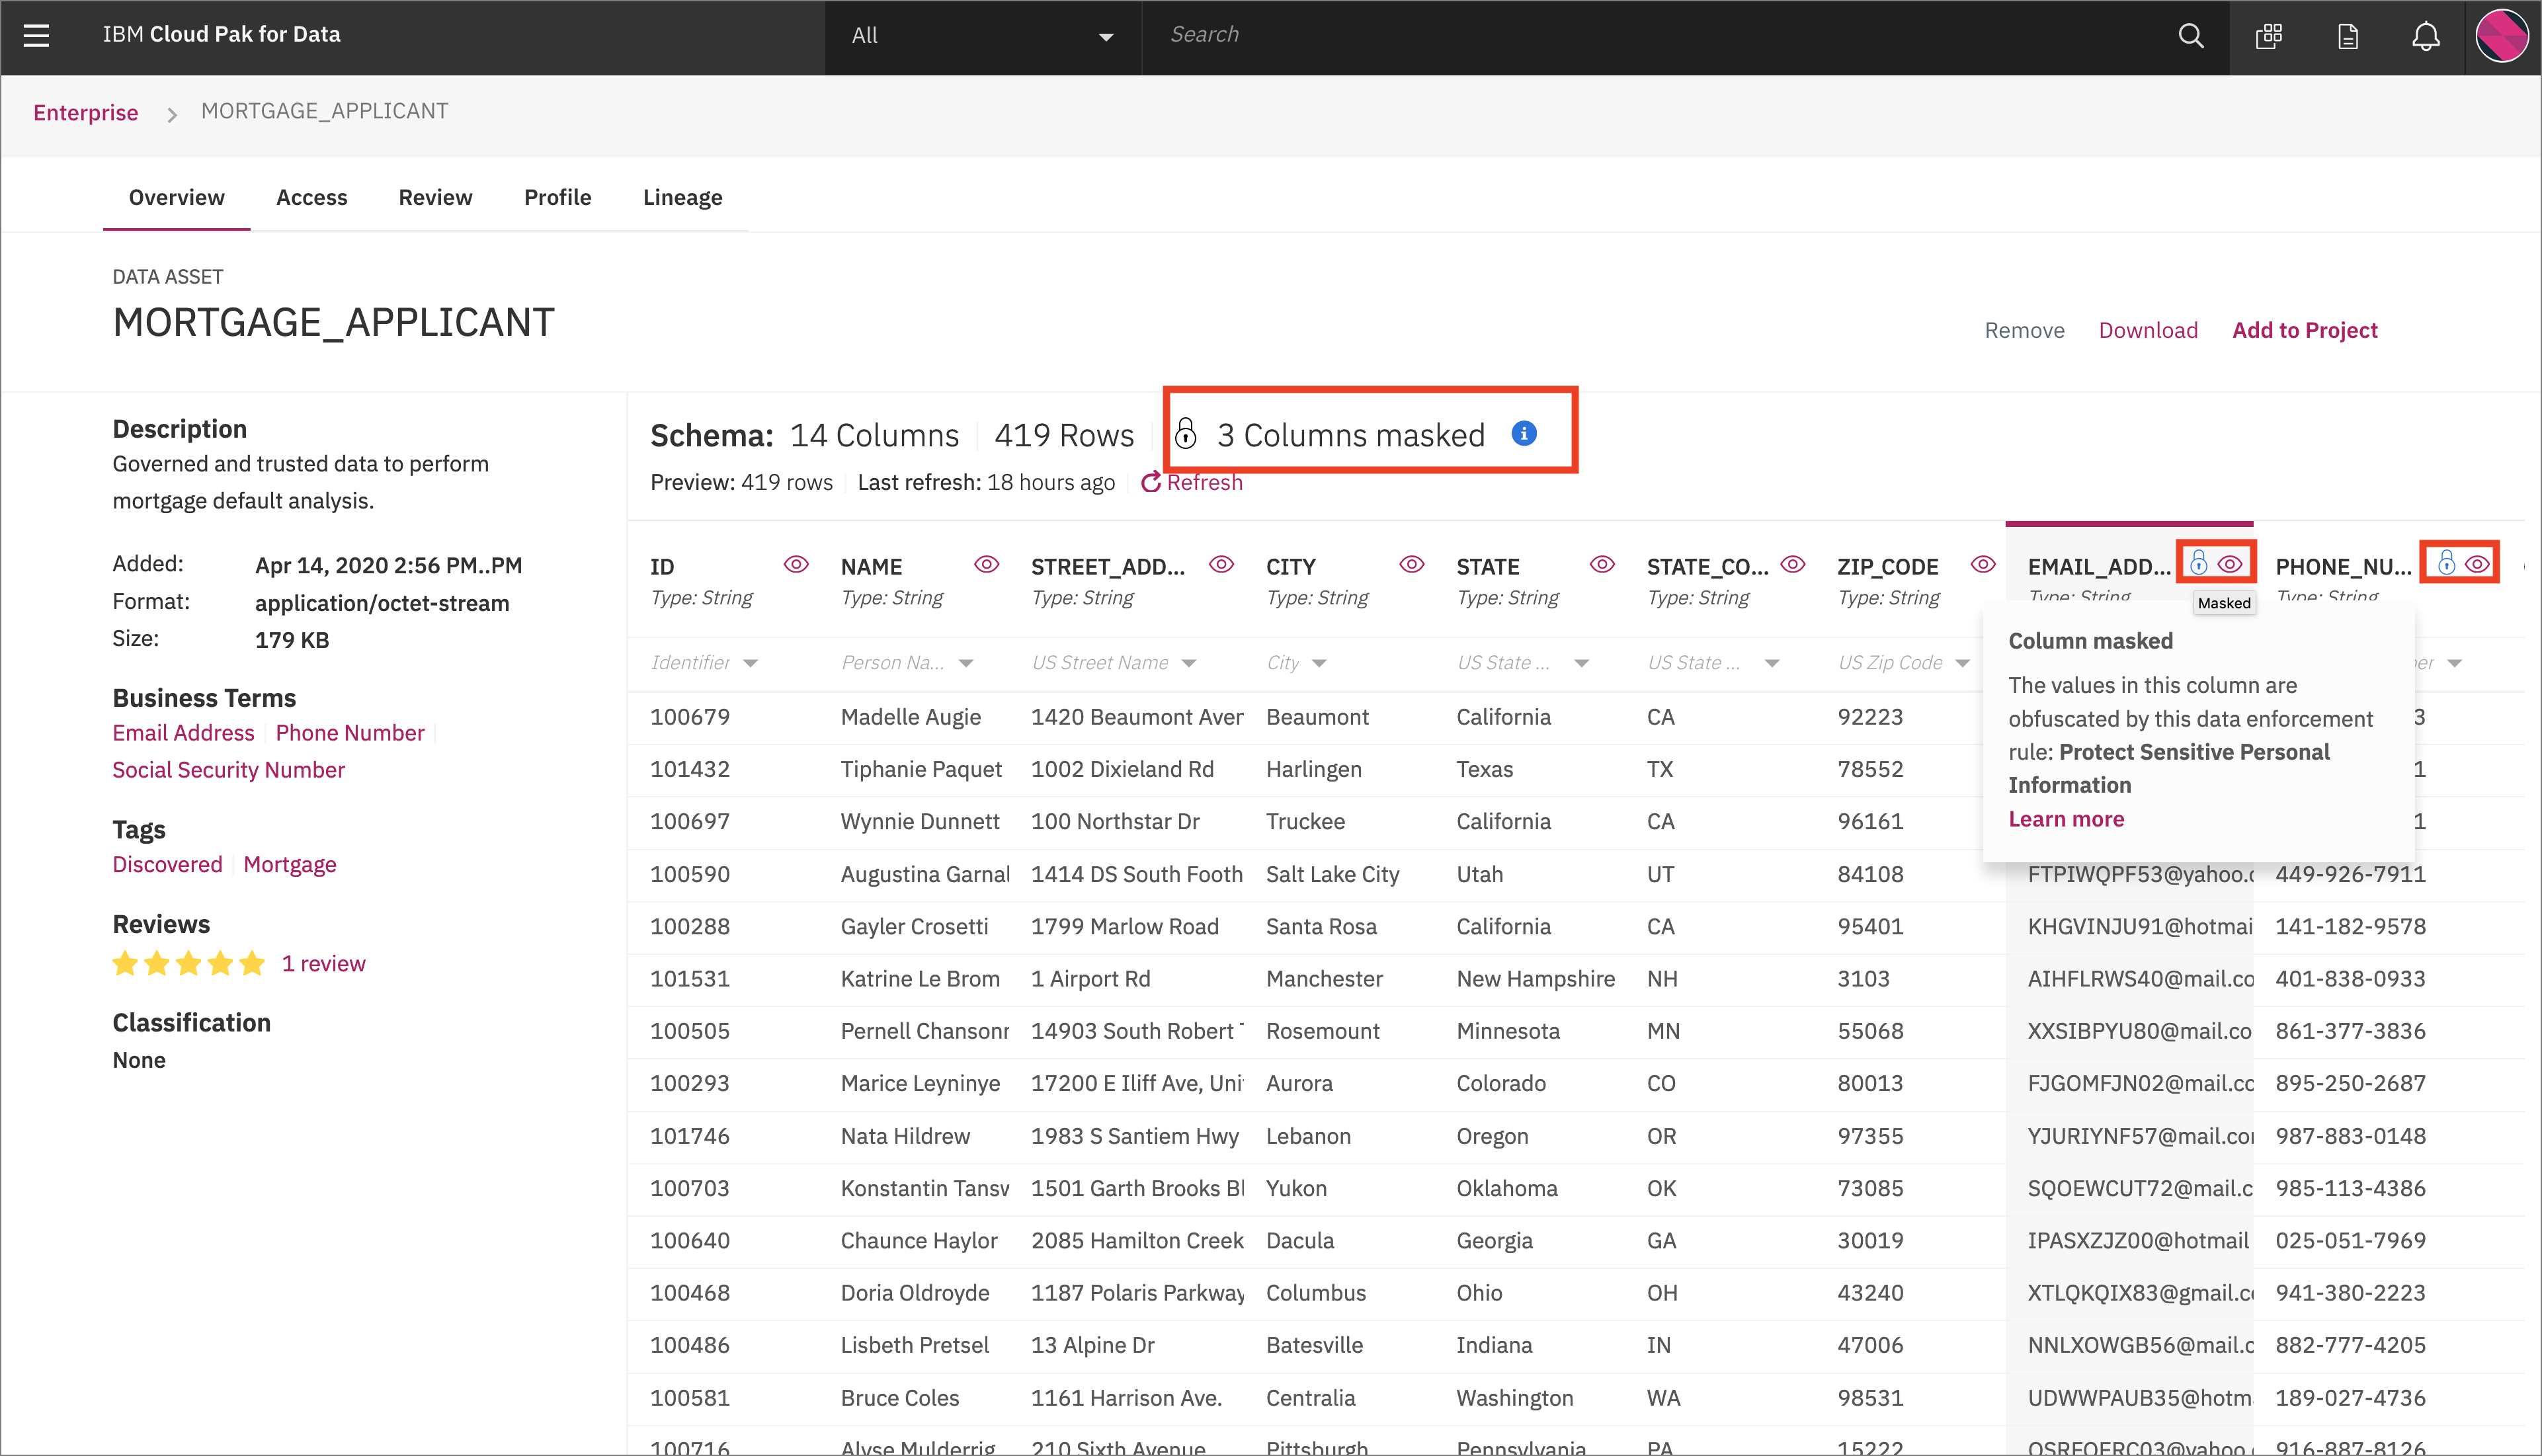 IBM Cloud Pak for Data All Search
Enterprise MORTGAGE_APPLICANT
Overview Access Review Profile Lineage
DATA ASSET
MORTGAGE_APPLICANT
Remove Download Add to Project
Description
Governed and trusted data to perform
mortgage default analysis.
Added: Apr 14, 2020 2:56 PM..PM
Format: application/octet-stream
Size: 179 KB
Business Terms
Email Address Phone Number
Social Security Number
Tags
Discovered Mortgage
Reviews
1 review
Classification
None
Schema: 14 Columns 419 Rows 3 Columns masked
Preview: 419 rows Last refresh: 18 hours ago Refresh
ID NAME STREET_ADD... CITY STATE STATE_CO... ZIP_CODE EMAIL_ADD... PHONE_NU...
Type: String Type: String Type: String Type: String Type: String Type: String Type: String Type: String Type: String
Masked
Identifier Person Na... US Street Name City US State ... US State ... US Zip Code
Column masked
The values in this column are
obfuscated by this data enforcement
rule: Protect Sensitive Personal
Information
Learn more
100679 Madelle Augie 1420 Beaumont Aven Beaumont California CA 92223 3
101432 Tiphanie Paquet 1002 Dixieland Rd Harlingen Texas TX 78552 1
100697 Wynnie Dunnett 100 Northstar Dr Truckee California CA 96161 1
100590 Augustina Garnal 1414 DS South Footh Salt Lake City Utah UT 84108 FTPIWQPF53@yahoo.c 449-926-7911
100288 Gayler Crosetti 1799 Marlow Road Santa Rosa California CA 95401 KHGVINJU91@hotmai 141-182-9578
101531 Katrine Le Brom 1 Airport Rd Manchester New Hampshire NH 3103 AIHFLRWS40@mail.co 401-838-0933
100505 Pernell Chansonr 14903 South Robert Rosemount Minnesota MN 55068 XXSIBPYU80@mail.co 861-377-3836
100293 Marice Leyninye 17200 E Iliff Ave, Uni Aurora Colorado CO 80013 FJGOMFJN02@mail.co 895-250-2687
101746 Nata Hildrew 1983 S Santiem Hwy Lebanon Oregon OR 97355 YJURIYNF57@mail.con 987-883-0148
100703 Konstantin Tansw 1501 Garth Brooks Bl Yukon Oklahoma OK 73085 SQOEWCUT72@mail.c 985-113-4386
100640 Chaunce Haylor 2085 Hamilton Creek Dacula Georgia GA 30019 IPASXZJZ00@hotmail 025-051-7969
100468 Doria Oldroyde 1187 Polaris Parkway Columbus Ohio OH 43240 XTLQKQIX83@gmail.co 941-380-2223
100486 Lisbeth Pretsel 13 Alpine Dr Batesville Indiana IN 47006 NNLXOWGB56@mail.c 882-777-4205
100581 Bruce Coles 1161 Harrison Ave. Centralia Washington WA 98531 UDWWPAUB35@hotm 189-027-4736
100716 Alyse Mulderrig 210 Sixth Avenue Pittsburgh Pennsylvania PA 15222 916-887-8126